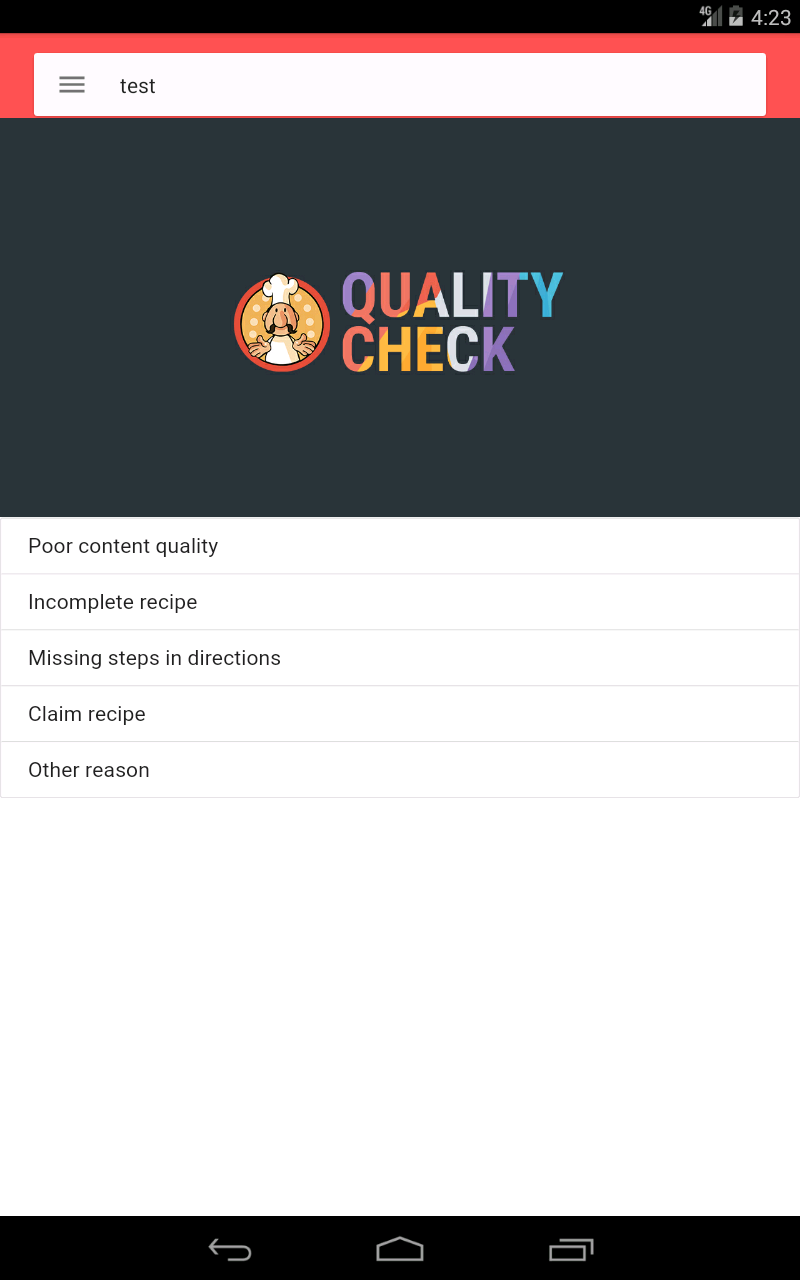 4G 4:23
test
QUALITY
CHECK
Poor content quality
Incomplete recipe
Missing steps in directions
Claim recipe
Other reason